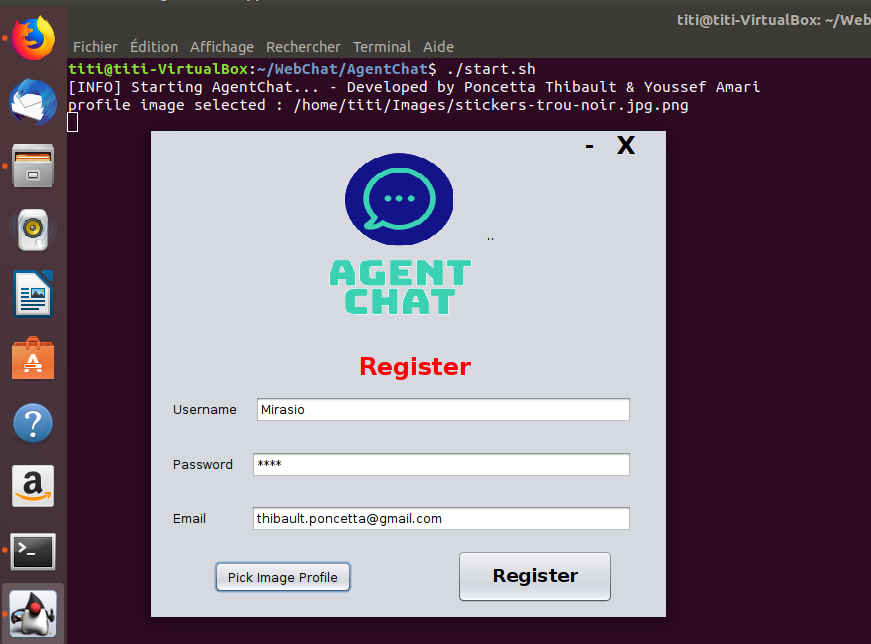 titi@titi-VirtualBox: ~/Web
Fichier Édition Affichage Rechercher Terminal Aide
titi@titi-VirtualBox:~/WebChat/AgentChat$ ./start.sh
[INFO] Starting AgentChat... - Developed by Poncetta Thibault & Youssef Amari
profile image selected : /home/titi/Images/stickers-trou-noir.jpg.png
- X
..
AGENT
CHAT
Register
Username Mirasio
Password ****
Email thibault.poncetta@gmail.com
Pick Image Profile Register